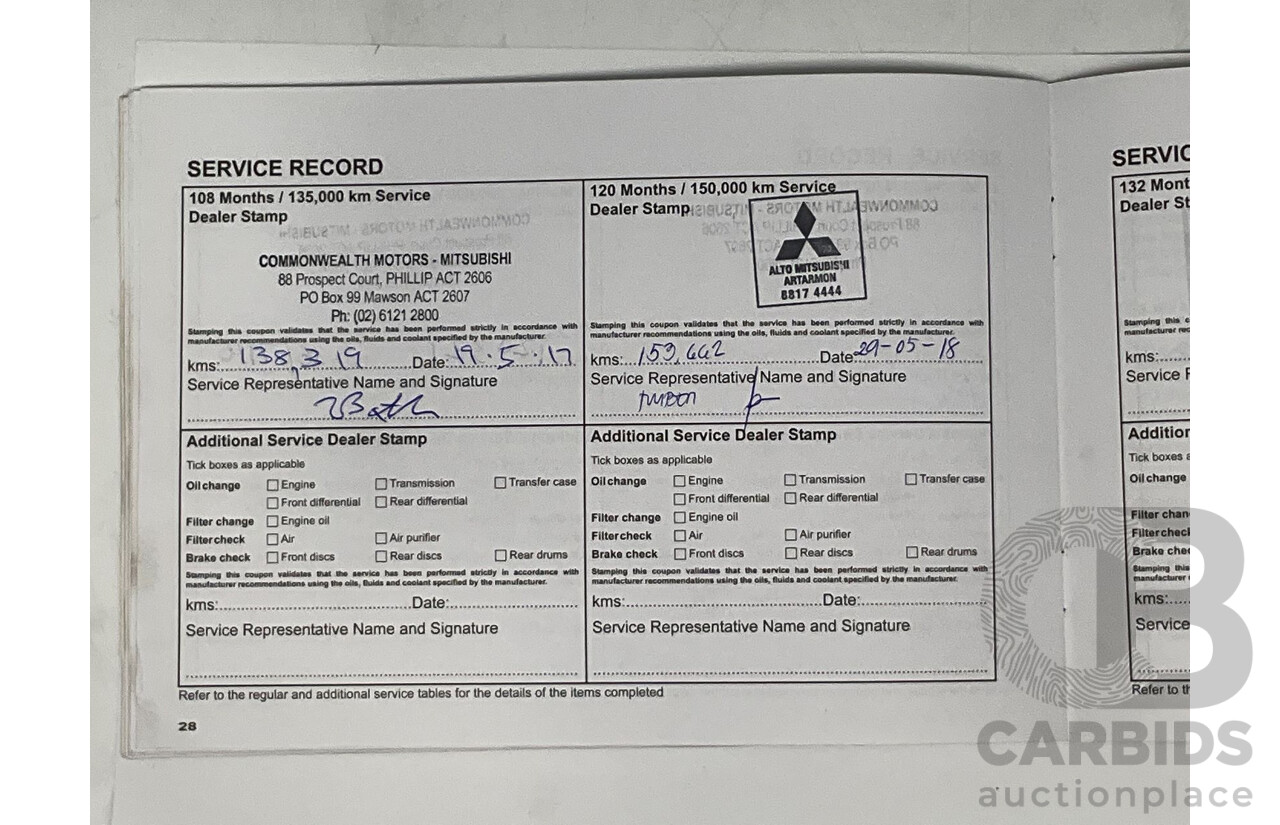 SERVICE RECORD
108 Months / 135,000 km Service
Dealer Stamp
COMMONWEALTH MOTORS - MITSUBISHI
88 Prospect Court, PHILLIP ACT 2606
PO Box 99 Mawson ACT 2607
Ph: (02) 6121 2800
Stamping this coupon validates that the service has been performed strictly in accordance with
manufacturer recommendations using the oils, fluids and coolant specified by the manufacturer.
kms: 138,319 Date: 19.5.17
Service Representative Name and Signature
Additional Service Dealer Stamp
Tick boxes as applicable
Oil change Engine Transmission Transfer case
Front differential Rear differential
Filter change Engine oil
Filter check Air Air purifier
Brake check Front discs Rear discs Rear drums
Stamping this coupon validates that the service has been performed strictly in accordance with
manufacturer recommendations using the oils, fluids and coolant specified by the manufacturer.
kms: Date:
Service Representative Name and Signature
120 Months / 150,000 km Service
Dealer Stamp
ALTO MITSUBISHI
ARTARMON
8817 4444
Stamping this coupon validates that the service has been performed strictly in accordance with
manufacturer recommendations using the oils, fluids and coolant specified by the manufacturer.
kms: Date: 29-05-18
Service Representative Name and Signature
Additional Service Dealer Stamp
Tick boxes as applicable
Oil change Engine Transmission Transfer case
Front differential Rear differential
Filter change Engine oil
Filter check Air Air purifier
Brake check Front discs Rear discs Rear drums
Stamping this coupon validates that the service has been performed strictly in accordance with
manufacturer recommendations using the oils, fluids and coolant specified by the manufacturer.
kms: Date:
Service Representative Name and Signature
Refer to the regular and additional service tables for the details of the items completed
28
SERVIC
132 Mont
Dealer St
Stamping this c
manufacturer rec
kms:
Service R
Addition
Tick boxes a
Oil change
Filter chan
Filter check
Brake chec
Stamping this
manufacturer
kms:
Service
Refer to th
CARBIDS
auctionplace